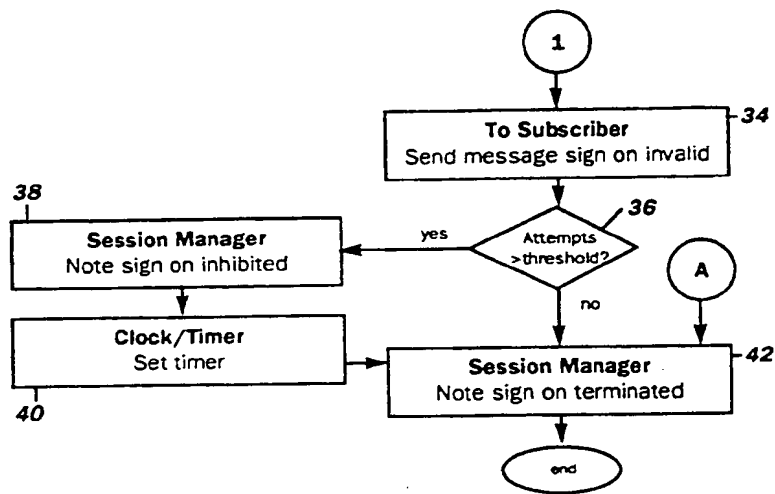 1
34
To Subscriber
Send message sign on invalid
36
38
yes
Attempts
>threshold?
Session Manager
Note sign on inhibited
A
no
Clock/Timer
Set timer
40
42
Session Manager
Note sign on terminated
end